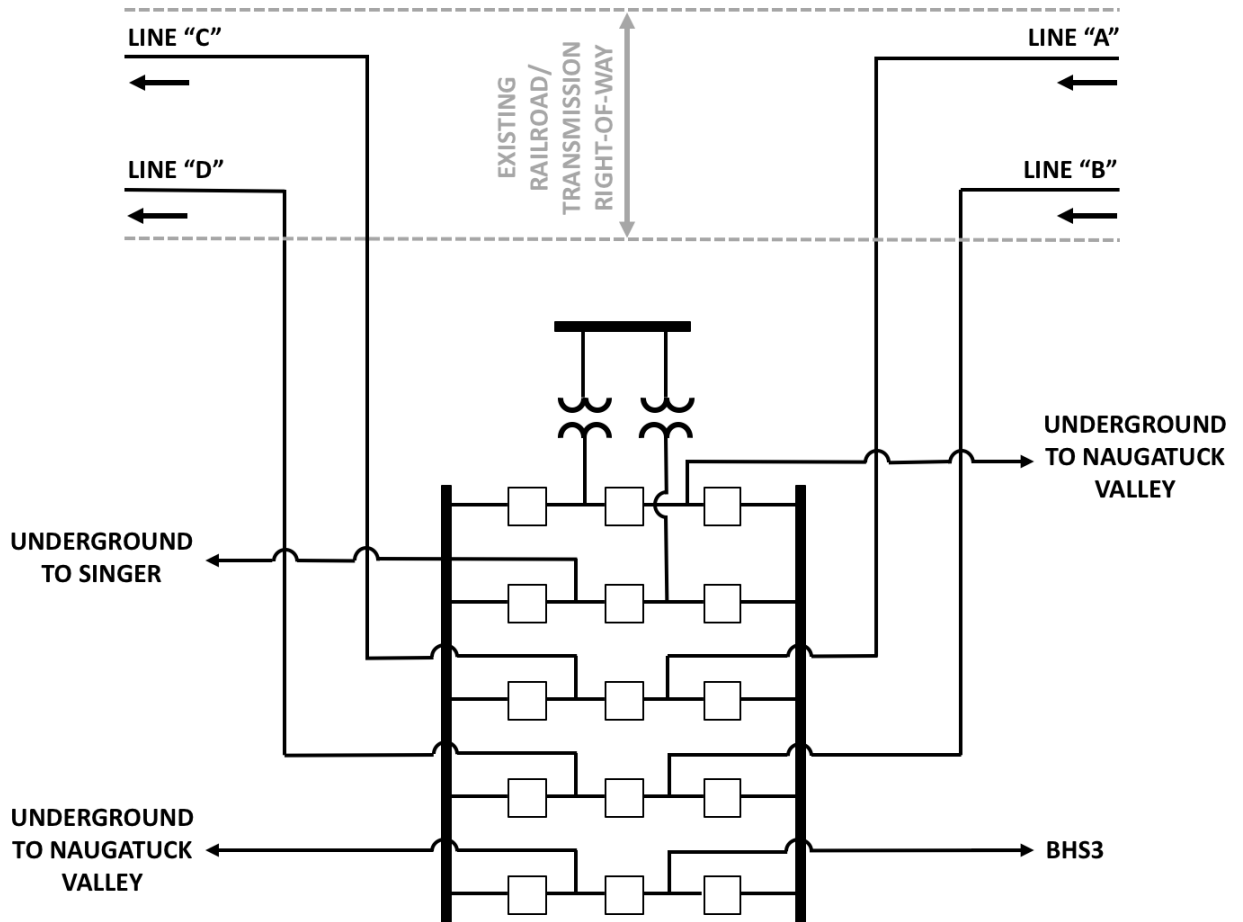 LINE “C”
LINE “A”
EXISTING
RAILROAD/
TRANSMISSION
RIGHT-OF-WAY
LINE “D”
LINE “B”
UNDERGROUND
TO NAUGATUCK
VALLEY
UNDERGROUND
TO SINGER
UNDERGROUND
TO NAUGATUCK
VALLEY
BHS3